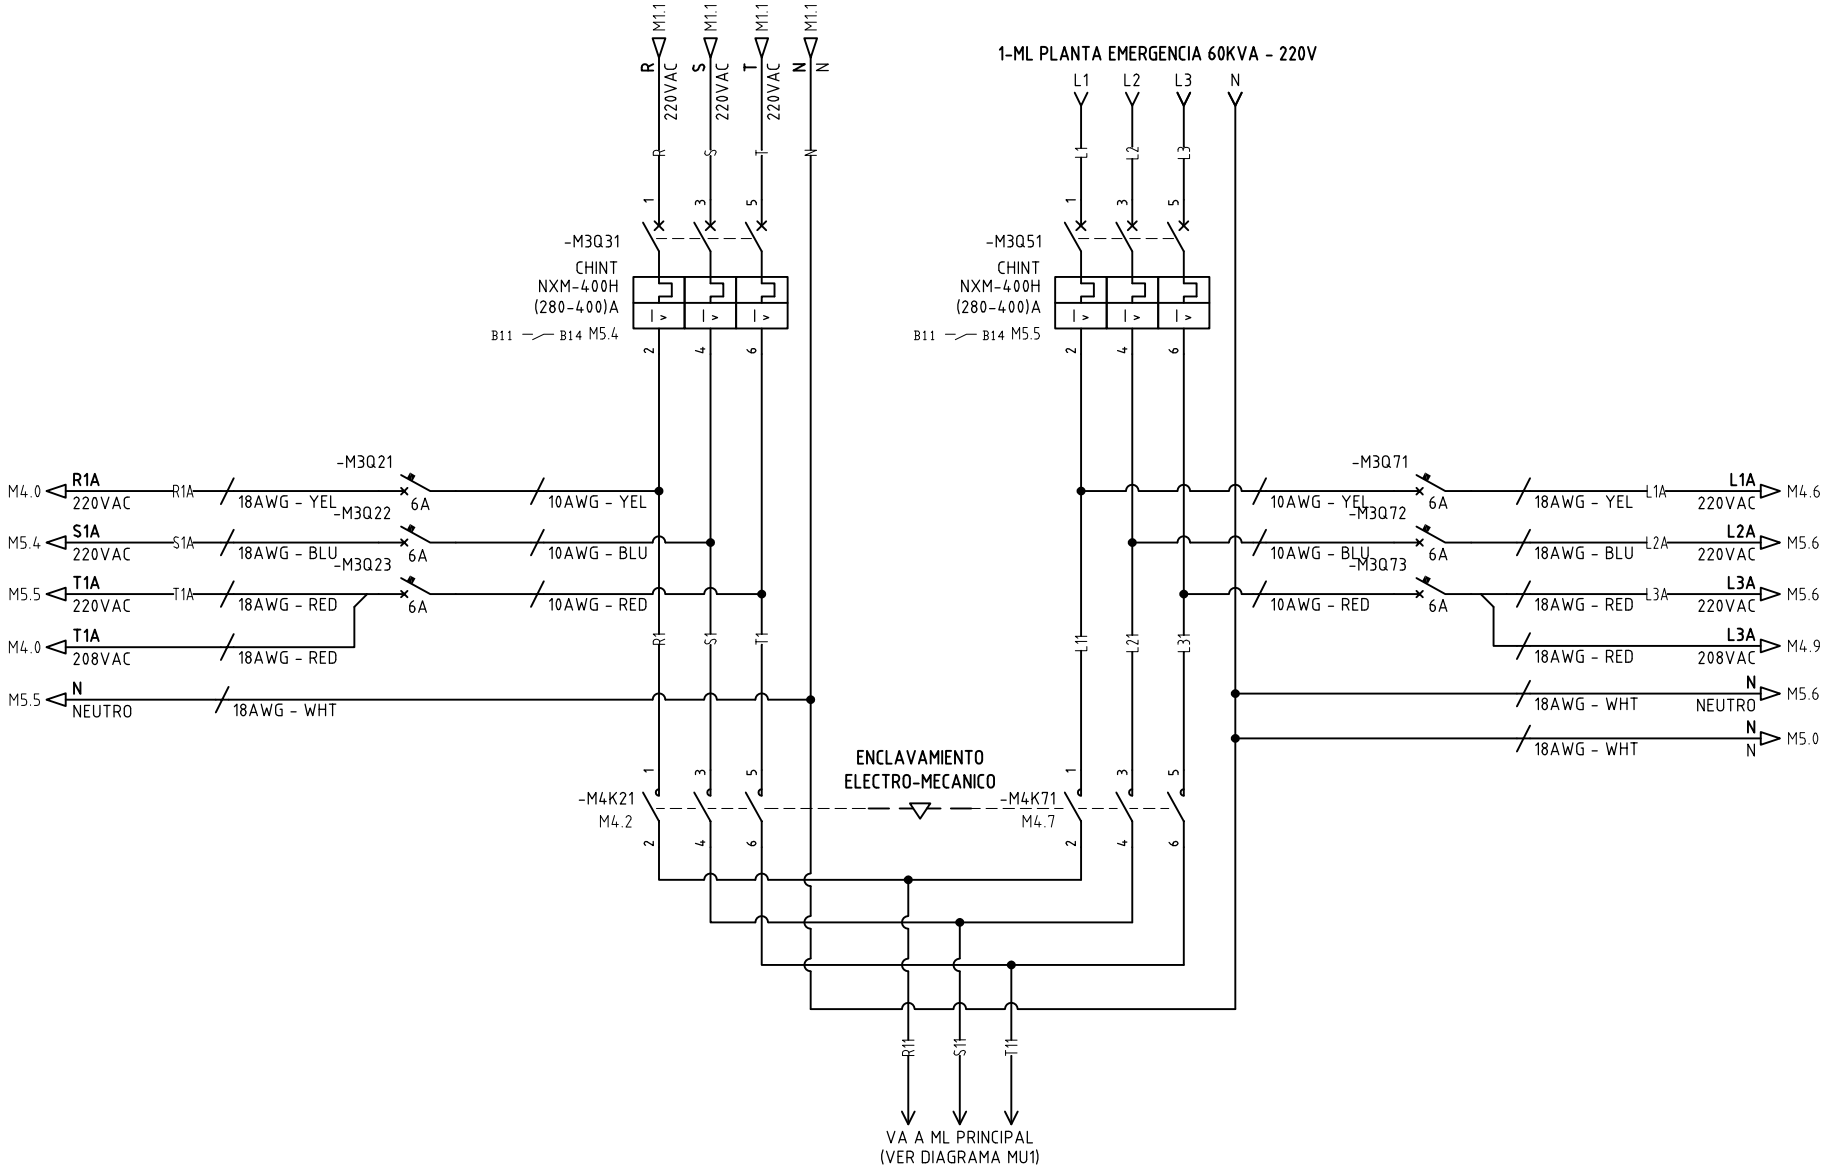 M1.1 M1.1 M1.1 M1.1
R 220VAC S 220VAC T 220VAC N N
1-ML PLANTA EMERGENCIA 60KVA - 220V
L1 L2 L3 N
R S T N L1 L2 L3
1 3 5 1 3 5
-M3Q31 -M3Q51
CHINT CHINT
NXM-400H NXM-400H
(280-400)A (280-400)A
I > I > I > I > I > I >
B11 B14 M5.4 B11 B14 M5.5
2 4 6 2 4 6
-M3Q21 -M3Q71
R1A L1A
M4.0 R1A L1A M4.6
220VAC 18AWG - YEL 6A 10AWG - YEL 10AWG - YEL 6A 18AWG - YEL 220VAC
-M3Q22 -M3Q72
S1A L2A
M5.4 S1A L2A M5.6
220VAC 18AWG - BLU 6A 10AWG - BLU 10AWG - BLU 6A 18AWG - BLU 220VAC
-M3Q23 -M3Q73
T1A L3A
M5.5 T1A L3A M5.6
220VAC 18AWG - RED 6A 10AWG - RED 10AWG - RED 6A 18AWG - RED 220VAC
T1A R1 S1 T1 L11 L21 L31 L3A
M4.0 M4.9
208VAC 18AWG - RED 18AWG - RED 208VAC
N N
M5.5 M5.6
NEUTRO 18AWG - WHT 18AWG - WHT NEUTRO
N
M5.0
18AWG - WHT N
ENCLAVAMIENTO
ELECTRO-MECANICO
1 3 5 1 3 5
-M4K21 -M4K71
M4.2 M4.7
2 4 6 2 4 6
R11 S11 T11
VA A ML PRINCIPAL
(VER DIAGRAMA MU1)